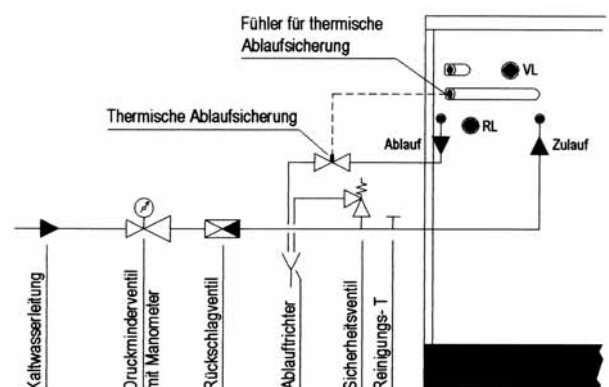 Fühler für thermische
Ablaufsicherung
VL
Thermische Ablaufsicherung
Ablauf
RL
Zulauf
Kaltwasserleitung
Druckminderventil
mit Manometer
Rückschlagventil
Ablauftrichter
Sicherheitsventil
Reinigungs- T